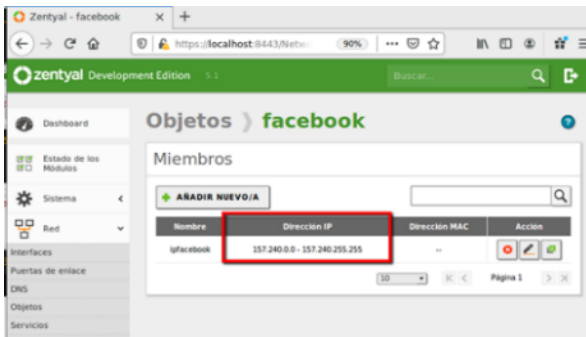 Zentyal - facebook
https://localhost:8443/Netw
90%
zentyal Development Edition 5.1
Buscar...
Dashboard
Estado de los
Módulos
Sistema
Red
Interfaces
Puertas de enlace
DNS
Objetos
Servicios
Objetos facebook
Miembros
AÑADIR NUEVO/A
Nombre Dirección IP Dirección MAC Acción
ipfacebook 157.240.0.0 - 157.240.255.255 --
10 Página 1